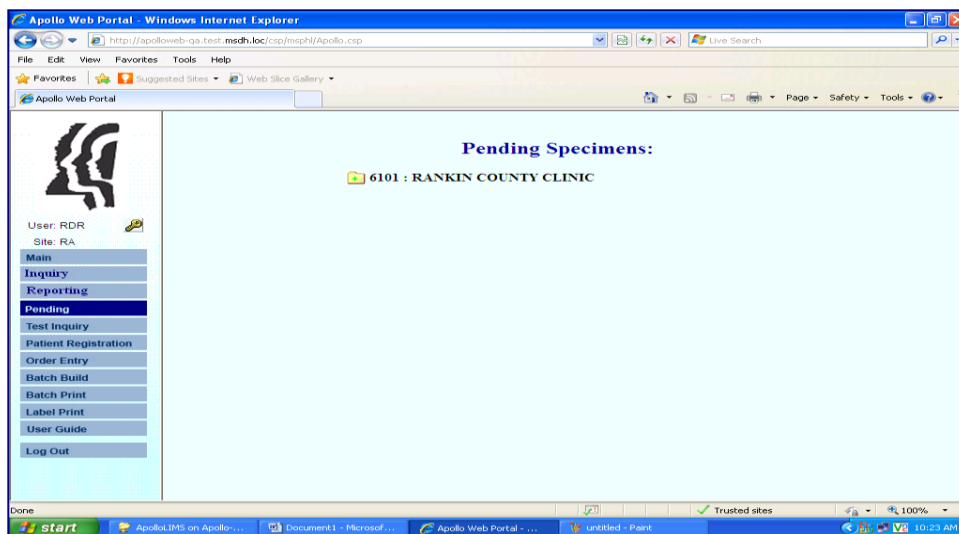 Apollo Web Portal - Windows Internet Explorer
http://apolloweb-qa.test.msdh.loc/csp/msphl/Apollo.csp
Live Search
File Edit View Favorites Tools Help
Favorites Suggested Sites Web Slice Gallery
Apollo Web Portal
Page Safety Tools
Pending Specimens:
6101 : RANKIN COUNTY CLINIC
User: RDR
Site: RA
Main
Inquiry
Reporting
Pending
Test Inquiry
Patient Registration
Order Entry
Batch Build
Batch Print
Label Print
User Guide
Log Out
Done
Trusted sites
100%
start
ApolloLIMS on Apollo-...
Document1 - Microsof...
Apollo Web Portal - ...
untitled - Paint
10:23 AM